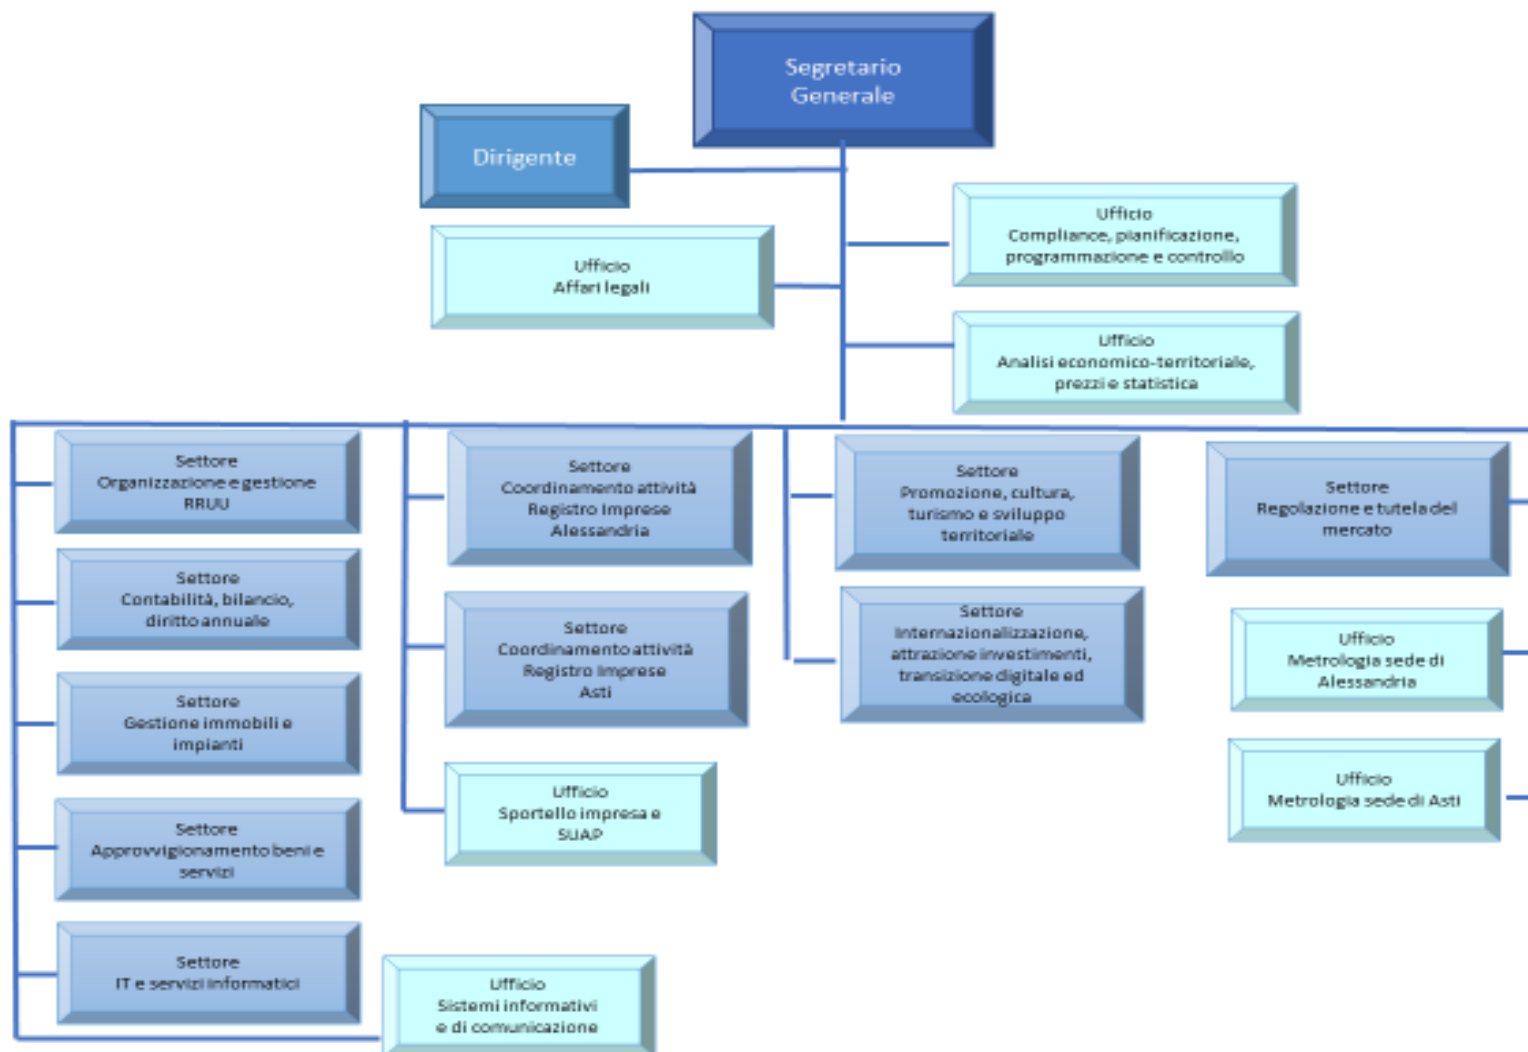 Segretario
Generale
Dirigente
Ufficio
Compliance, pianificazione,
programmazione e controllo
Ufficio
Affari legali
Ufficio
Analisi economico-territoriale,
prezzi e statistica
Settore
Organizzazione e gestione
RRUU
Settore
Contabilità, bilancio,
diritto annuale
Settore
Gestione immobili e
impianti
Settore
Approvvigionamento beni e
servizi
Settore
IT e servizi informatici
Ufficio
Sistemi informativi
e di comunicazione
Settore
Coordinamento attività
Registro Imprese
Alessandria
Settore
Coordinamento attività
Registro Imprese
Asti
Ufficio
Sportello impresa e
SUAP
Settore
Promozione, cultura,
turismo e sviluppo
territoriale
Settore
Internazionalizzazione,
attrazione investimenti,
transizione digitale ed
ecologica
Settore
Regolazione e tutela del
mercato
Ufficio
Metrologia sede di
Alessandria
Ufficio
Metrologia sede di Asti